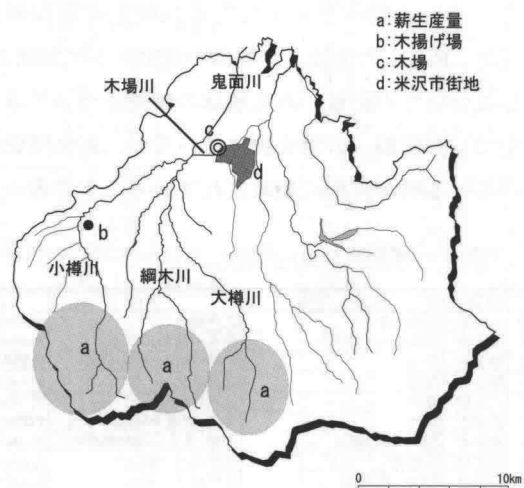 a:薪生産量
b:木揚げ場
c:木場
d:米沢市街地
木場川
鬼面川
c
d
b
小樽川
綱木川
大樽川
a
a
a
0
10km